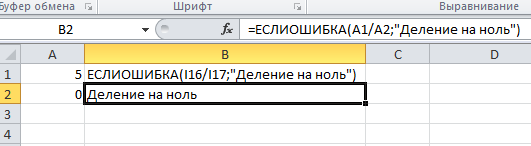 Буфер обмена Шрифт Выравнивание
B2 fx =ЕСЛИОШИБКА(A1/A2;"Деление на ноль")
A B C D
1 5 ЕСЛИОШИБКА(I16/I17;"Деление на ноль")
2 0 Деление на ноль
3
4